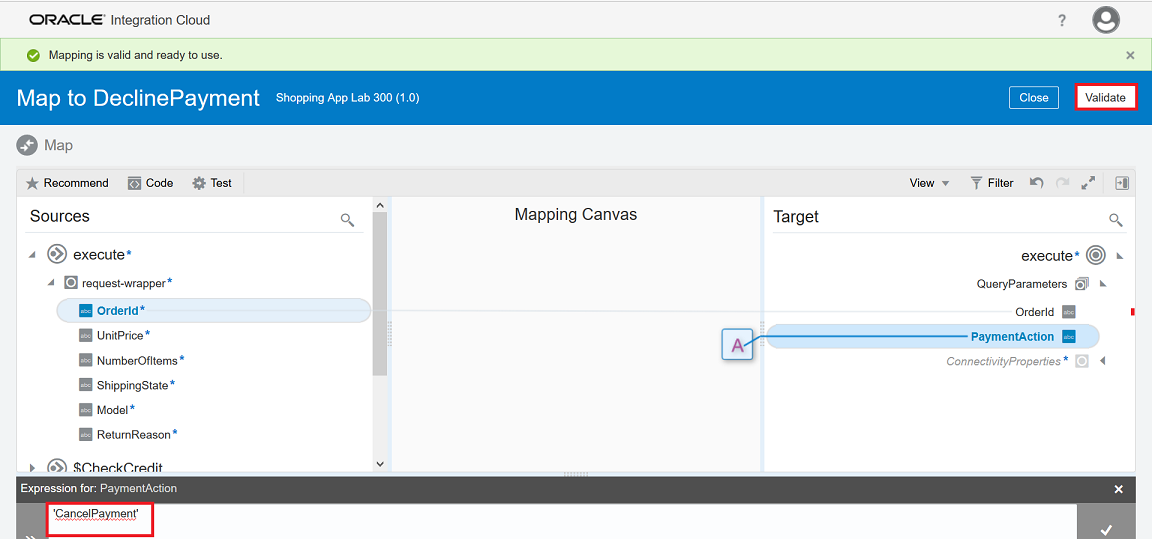 ORACLE Integration Cloud
?
Mapping is valid and ready to use.
Map to DeclinePayment Shopping App Lab 300 (1.0) Close Validate
Map
Recommend Code Test View Filter
Sources
Mapping Canvas
Target
execute*
request-wrapper*
abc OrderId*
abc UnitPrice*
abc NumberOfItems*
abc ShippingState*
abc Model*
abc ReturnReason*
$CheckCredit
A
execute*
QueryParameters
OrderId abc
PaymentAction abc
ConnectivityProperties*
Expression for: PaymentAction
'CancelPayment'